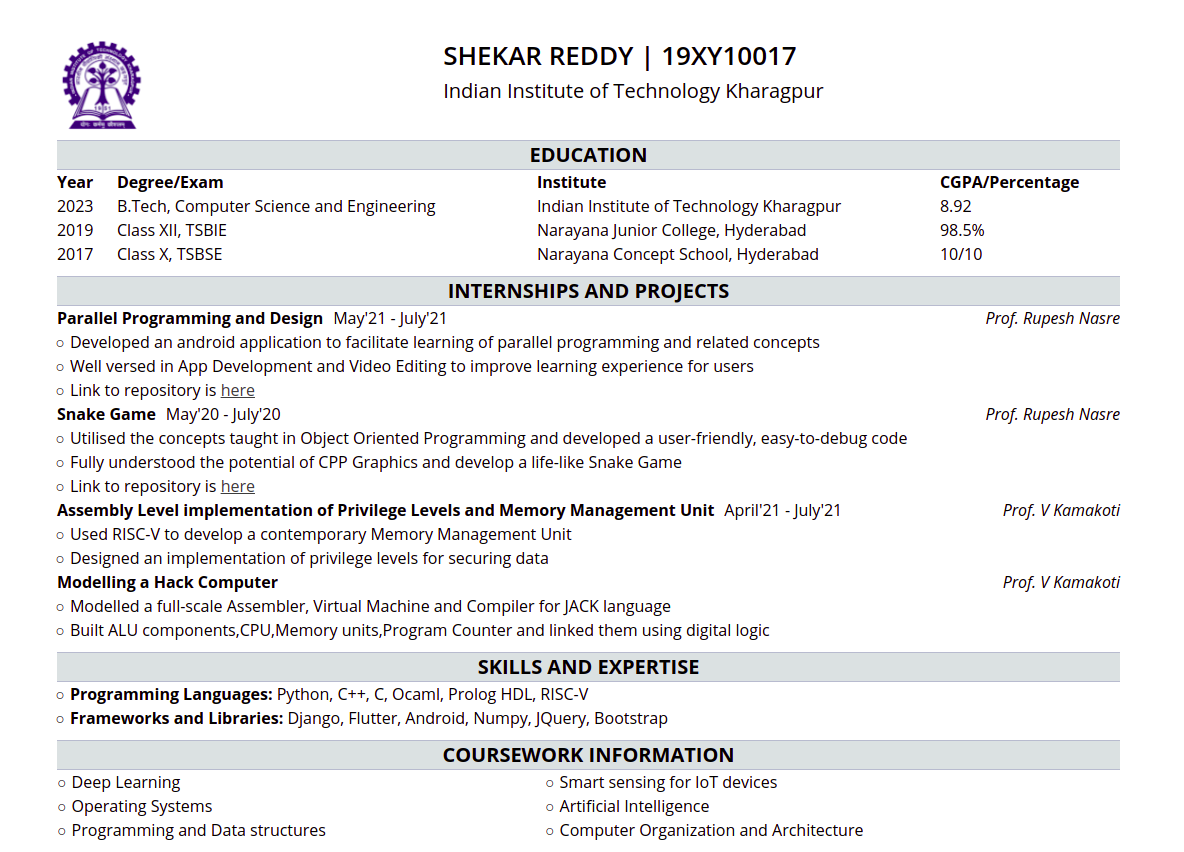 SHEKAR REDDY | 19XY10017
Indian Institute of Technology Kharagpur
EDUCATION
Year Degree/Exam Institute CGPA/Percentage
2023 B.Tech, Computer Science and Engineering Indian Institute of Technology Kharagpur 8.92
2019 Class XII, TSBIE Narayana Junior College, Hyderabad 98.5%
2017 Class X, TSBSE Narayana Concept School, Hyderabad 10/10
INTERNSHIPS AND PROJECTS
Parallel Programming and Design May'21 - July'21 Prof. Rupesh Nasre
○ Developed an android application to facilitate learning of parallel programming and related concepts
○ Well versed in App Development and Video Editing to improve learning experience for users
○ Link to repository is here
Snake Game May'20 - July'20 Prof. Rupesh Nasre
○ Utilised the concepts taught in Object Oriented Programming and developed a user-friendly, easy-to-debug code
○ Fully understood the potential of CPP Graphics and develop a life-like Snake Game
○ Link to repository is here
Assembly Level implementation of Privilege Levels and Memory Management Unit April'21 - July'21 Prof. V Kamakoti
○ Used RISC-V to develop a contemporary Memory Management Unit
○ Designed an implementation of privilege levels for securing data
Modelling a Hack Computer Prof. V Kamakoti
○ Modelled a full-scale Assembler, Virtual Machine and Compiler for JACK language
○ Built ALU components,CPU,Memory units,Program Counter and linked them using digital logic
SKILLS AND EXPERTISE
○ Programming Languages: Python, C++, C, Ocaml, Prolog HDL, RISC-V
○ Frameworks and Libraries: Django, Flutter, Android, Numpy, JQuery, Bootstrap
COURSEWORK INFORMATION
○ Deep Learning ○ Smart sensing for IoT devices
○ Operating Systems ○ Artificial Intelligence
○ Programming and Data structures ○ Computer Organization and Architecture